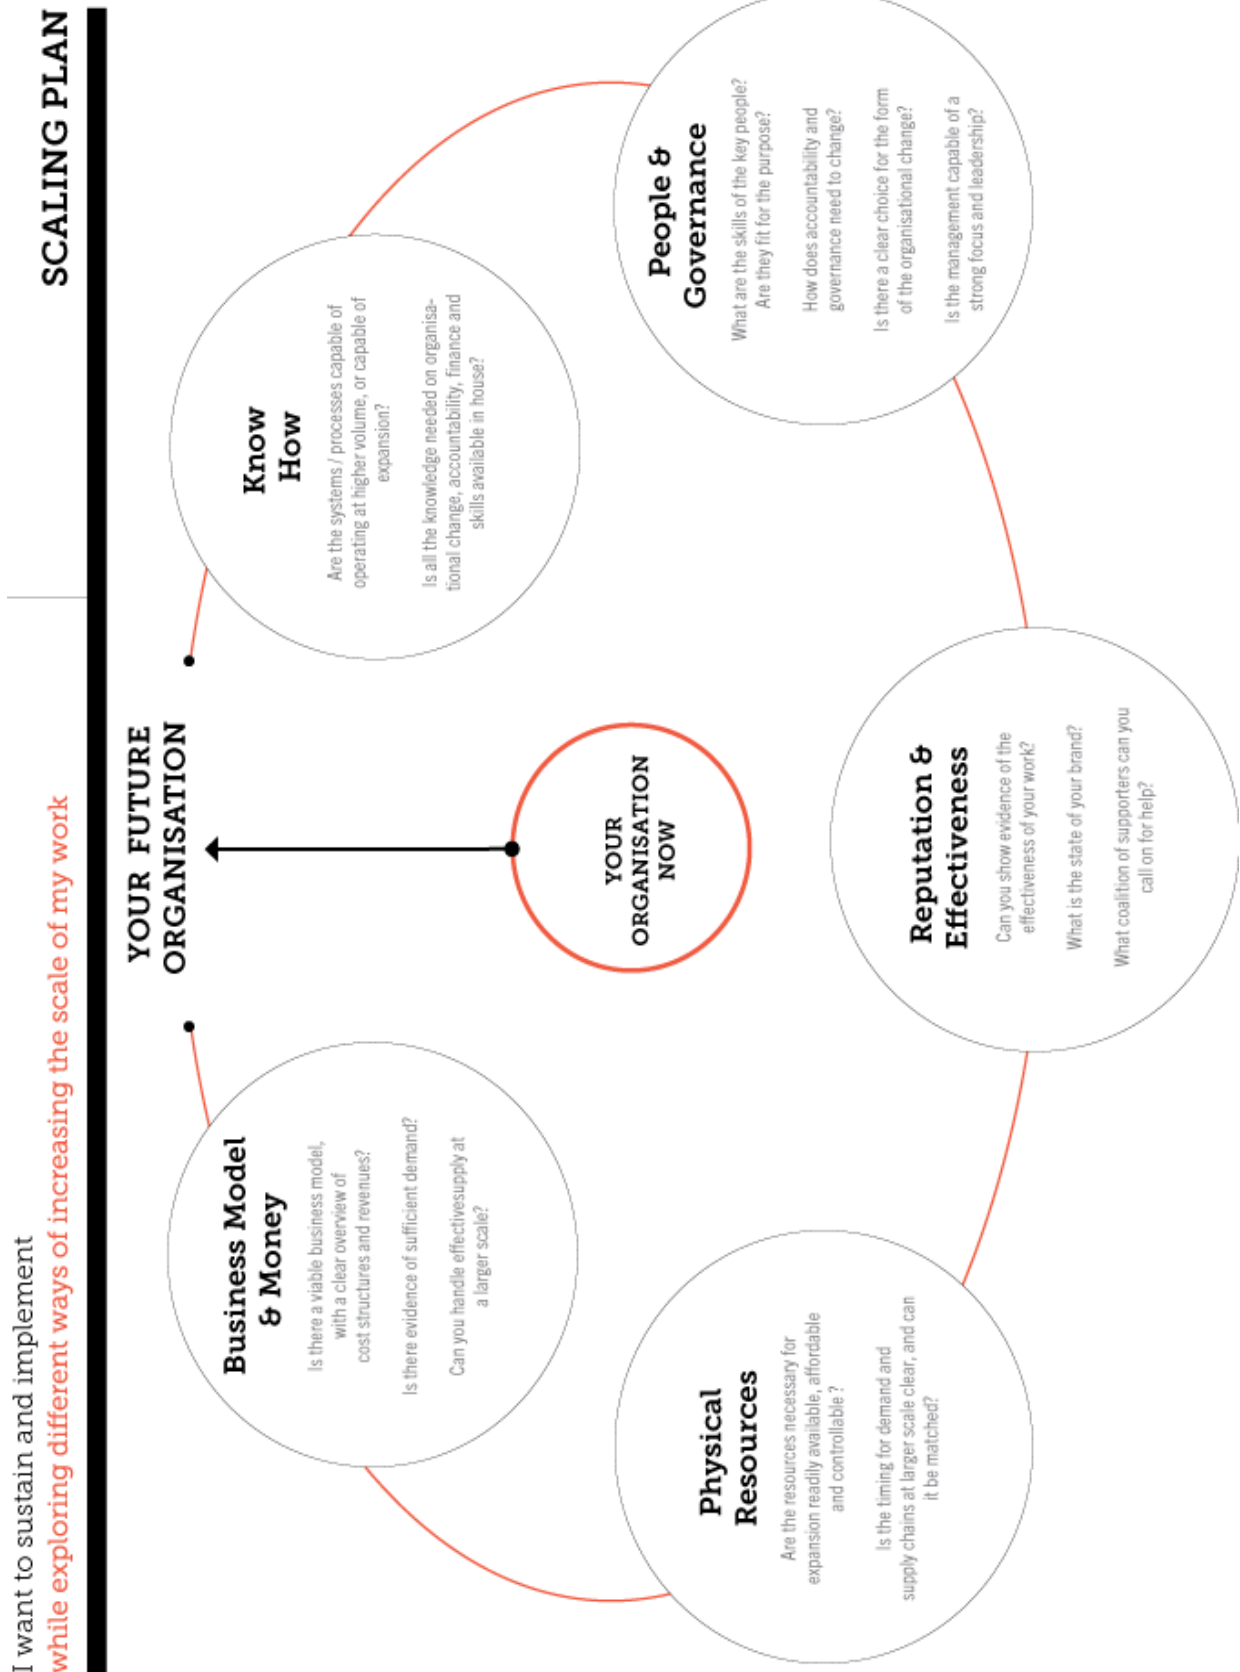 I want to sustain and implement
while exploring different ways of increasing the scale of my work
SCALING PLAN
YOUR FUTURE
ORGANISATION
YOUR
ORGANISATION
NOW
Business Model
& Money
Is there a viable business model,
with a clear overview of
cost structures and revenues?
Is there evidence of sufficient demand?
Can you handle effectivesupply at
a larger scale?
Know
How
Are the systems / processes capable of
operating at higher volume, or capable of
expansion?
Is all the knowledge needed on organisa-
tional change, accountability, finance and
skills available in house?
Physical
Resources
Are the resources necessary for
expansion readily available, affordable
and controllable ?
Is the timing for demand and
supply chains at larger scale clear, and can
it be matched?
People &
Governance
What are the skills of the key people?
Are they fit for the purpose?
How does accountability and
governance need to change?
Is there a clear choice for the form
of the organisational change?
Is the management capable of a
strong focus and leadership?
Reputation &
Effectiveness
Can you show evidence of the
effectiveness of your work?
What is the state of your brand?
What coalition of supporters can you
call on for help?